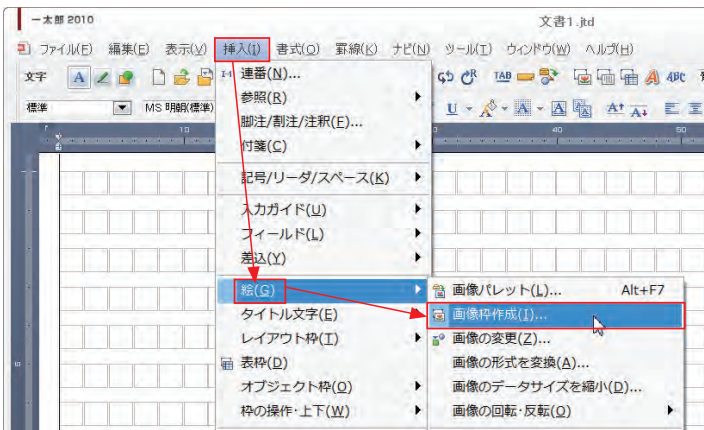 一太郎 2010 文書1.jtd
ファイル(F) 編集(E) 表示(V) 挿入(I) 書式(O) 罫線(K) ナビ(N) ツール(T) ウィンドウ(W) ヘルプ(H)
文字 A TAB A ABC
標準 MS 明朝(標準) U A A A A
10 40 50
連番(N)...
参照(R)
脚注/割注/注釈(F)...
付箋(C)
記号/リーダ/スペース(K)
入力ガイド(U)
フィールド(L)
差込(Y)
絵(G)
タイトル文字(E)
レイアウト枠(T)
表枠(D)
オブジェクト枠(O)
枠の操作・上下(W)
画像パレット(L)... Alt+F7
画像枠作成(I)...
画像の変更(Z)...
画像の形式を変換(A)...
画像のデータサイズを縮小(D)...
画像の回転・反転(O)